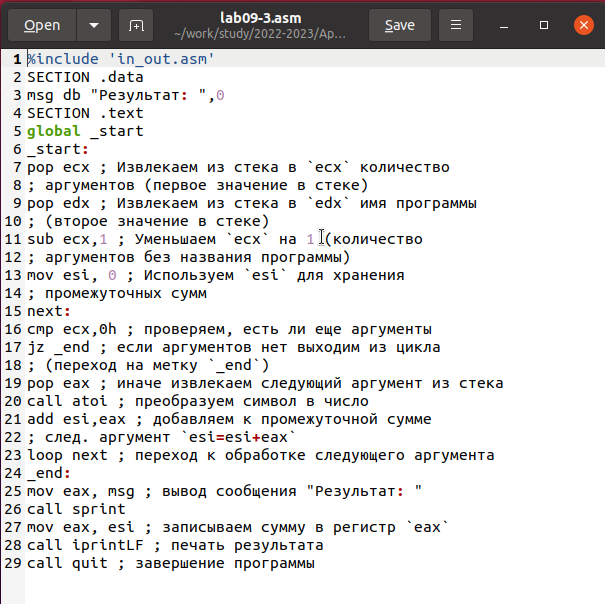 Open
lab09-3.asm
~/work/study/2022-2023/Ap...
Save
1 %include 'in_out.asm'
2 SECTION .data
3 msg db "Результат: ",0
4 SECTION .text
5 global _start
6 _start:
7 pop ecx ; Извлекаем из стека в `ecx` количество
8 ; аргументов (первое значение в стеке)
9 pop edx ; Извлекаем из стека в `edx` имя программы
10 ; (второе значение в стеке)
11 sub ecx,1 ; Уменьшаем `ecx` на 1 (количество
12 ; аргументов без названия программы)
13 mov esi, 0 ; Используем `esi` для хранения
14 ; промежуточных сумм
15 next:
16 cmp ecx,0h ; проверяем, есть ли еще аргументы
17 jz _end ; если аргументов нет выходим из цикла
18 ; (переход на метку `_end`)
19 pop eax ; иначе извлекаем следующий аргумент из стека
20 call atoi ; преобразуем символ в число
21 add esi,eax ; добавляем к промежуточной сумме
22 ; след. аргумент `esi=esi+eax`
23 loop next ; переход к обработке следующего аргумента
24 _end:
25 mov eax, msg ; вывод сообщения "Результат: "
26 call sprint
27 mov eax, esi ; записываем сумму в регистр `eax`
28 call iprintLF ; печать результата
29 call quit ; завершение программы